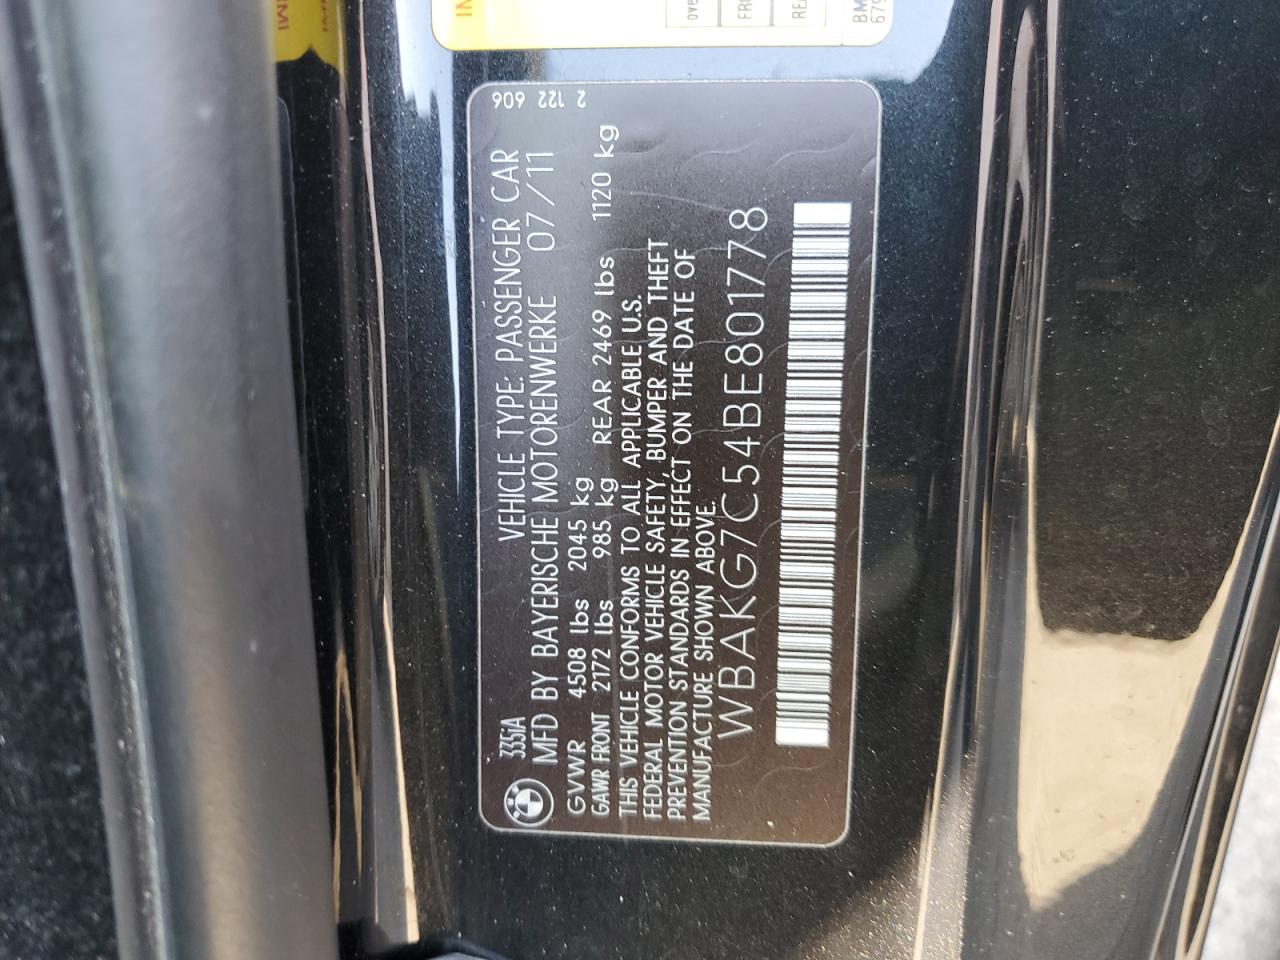 2 122 606
335iA VEHICLE TYPE: PASSENGER CAR
MFD BY BAYERISCHE MOTORENWERKE 07/11
GVWR 4508 lbs 2045 kg
GAWR FRONT 2172 lbs 985 kg REAR 2469 lbs 1120 kg
THIS VEHICLE CONFORMS TO ALL APPLICABLE U.S.
FEDERAL MOTOR VEHICLE SAFETY, BUMPER AND THEFT
PREVENTION STANDARDS IN EFFECT ON THE DATE OF
MANUFACTURE SHOWN ABOVE.
WBAKG7C54BE801778